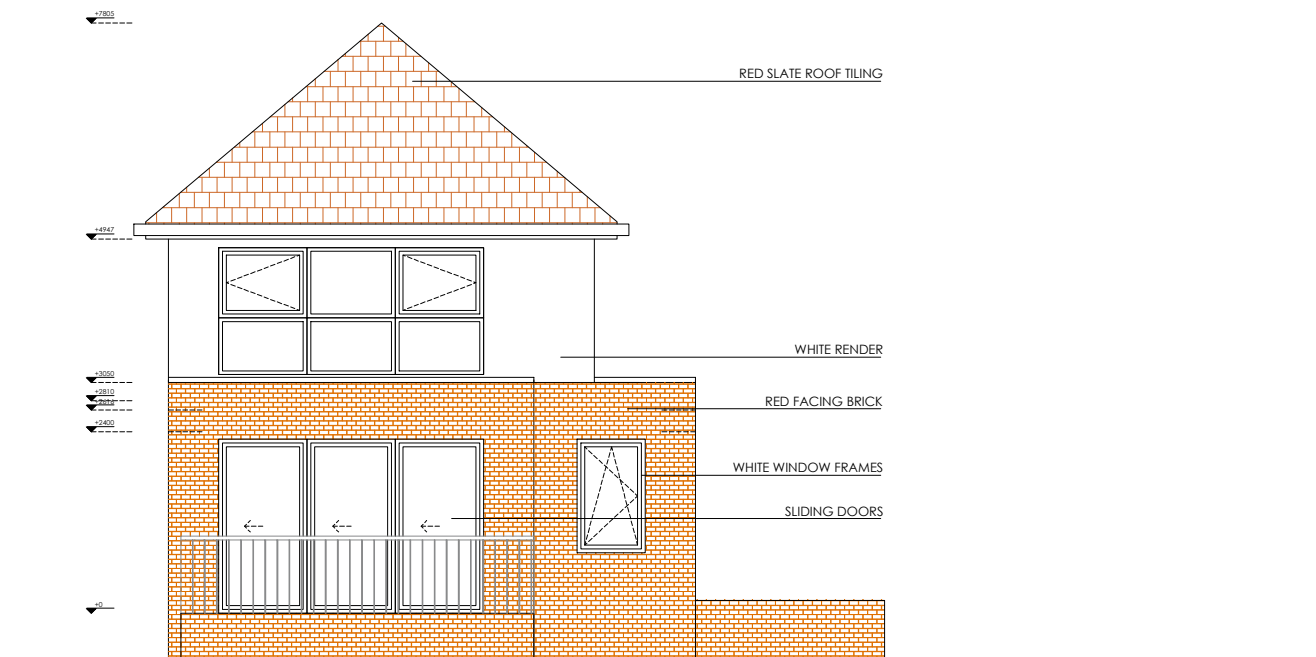 +7805
RED SLATE ROOF TILING
+4947
WHITE RENDER
+3050
+2810
RED FACING BRICK
+2400
WHITE WINDOW FRAMES
SLIDING DOORS
+0